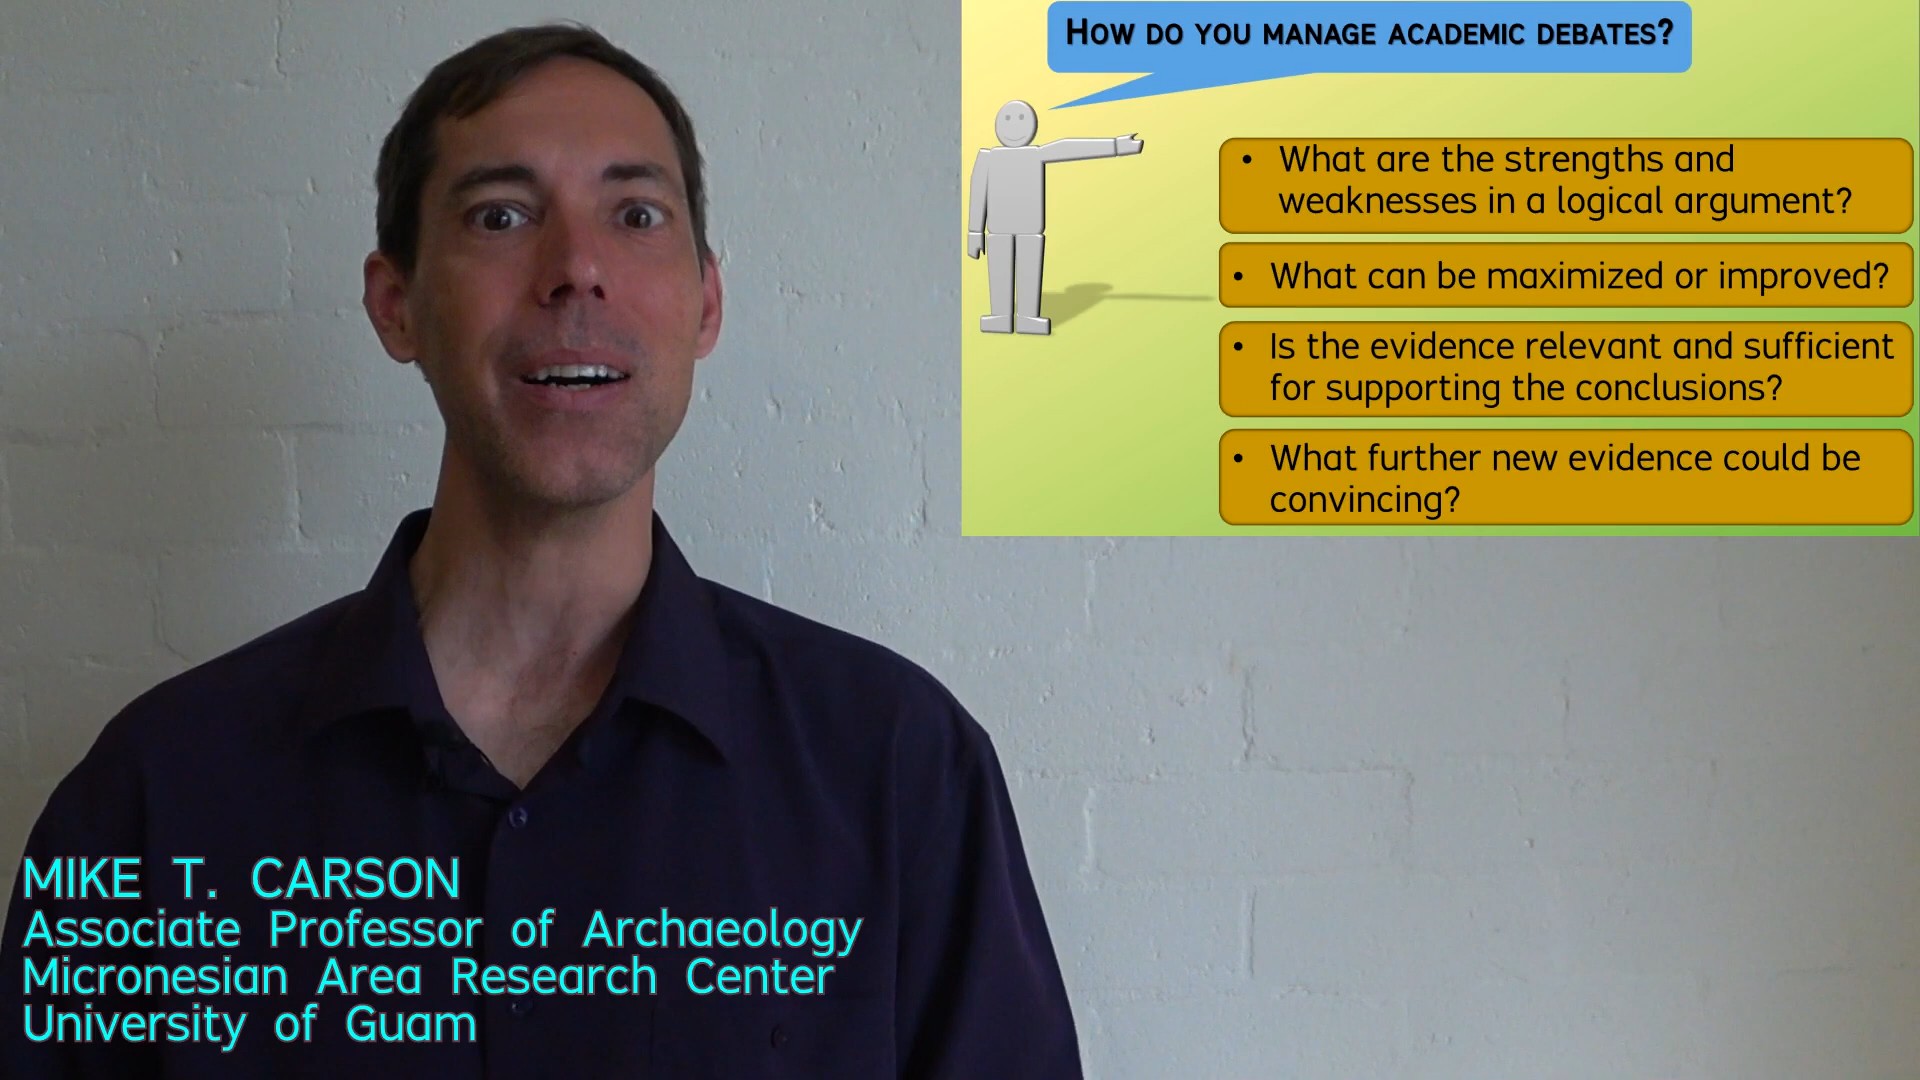 HOW DO YOU MANAGE ACADEMIC DEBATES?
• What are the strengths and
weaknesses in a logical argument?
• What can be maximized or improved?
• Is the evidence relevant and sufficient
for supporting the conclusions?
• What further new evidence could be
convincing?
MIKE T. CARSON
Associate Professor of Archaeology
Micronesian Area Research Center
University of Guam